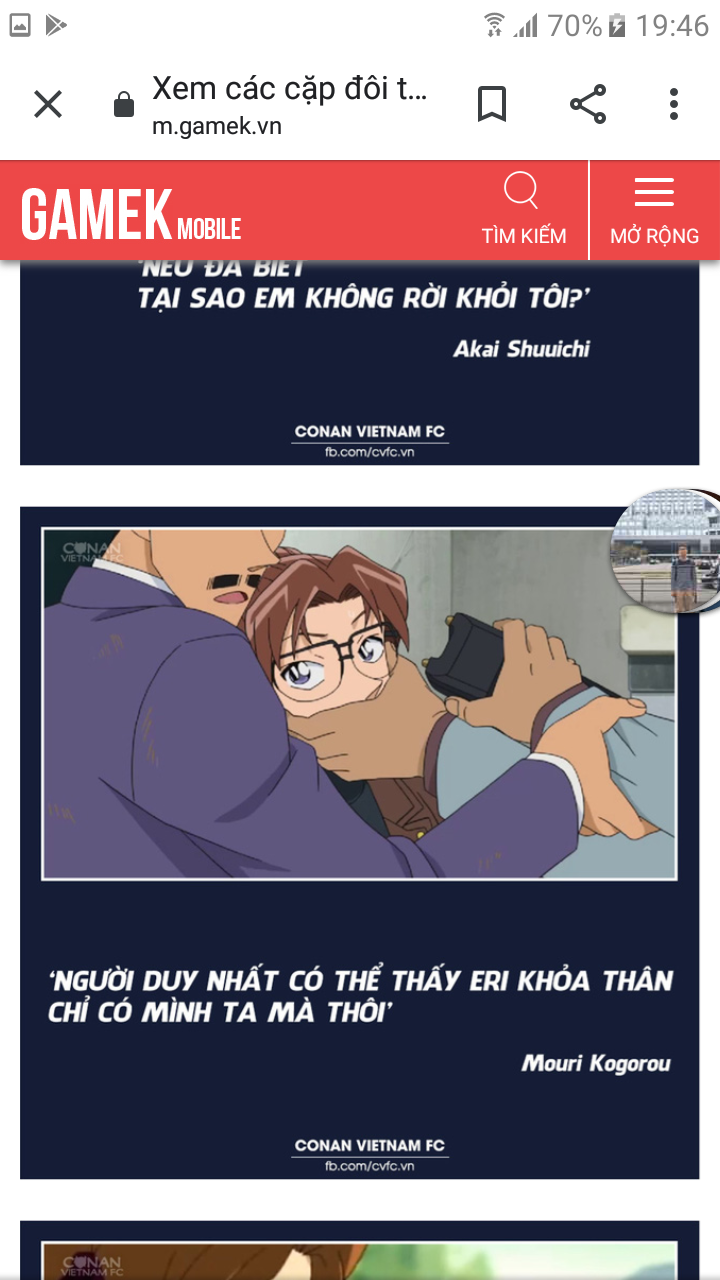 70% 19:46
Xem các cặp đôi t...
m.gamek.vn
GAMEK MOBILE
TÌM KIẾM
MỞ RỘNG
'NẾU ĐÃ BIẾT
TẠI SAO EM KHÔNG RỜI KHỎI TÔI?'
Akai Shuuichi
CONAN VIETNAM FC
fb.com/cvfc.vn
CONAN
VIETNAM FC
'NGƯỜI DUY NHẤT CÓ THỂ THẤY ERI KHỎA THÂN
CHỈ CÓ MÌNH TA MÀ THÔI'
Mouri Kogorou
CONAN VIETNAM FC
fb.com/cvfc.vn
CONAN
VIETNAM FC